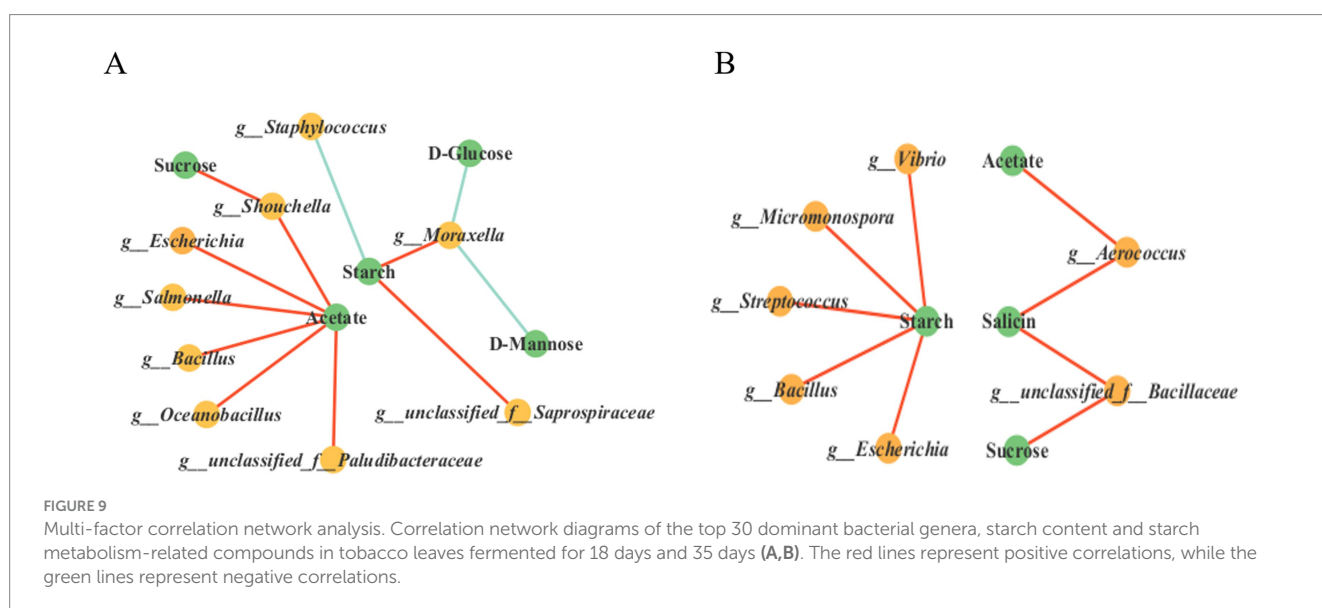 A
B
g__Staphylococcus
Sucrose
D-Glucose
g__Shouchella
g__Escherichia
g__Moraxella
Starch
g__Salmonella
Acetate
D-Mannose
g__Bacillus
g__Oceanobacillus
g__unclassified_f__Saprospiraceae
g__unclassified_f__Paludibacteraceae
g__Vibrio
Acetate
g__Micromonospora
g__Aerococcus
g__Streptococcus
Starch
Salicin
g__Bacillus
g__unclassified_f__Bacillaceae
g__Escherichia
Sucrose
FIGURE 9
Multi-factor correlation network analysis. Correlation network diagrams of the top 30 dominant bacterial genera, starch content and starch
metabolism-related compounds in tobacco leaves fermented for 18 days and 35 days (A,B). The red lines represent positive correlations, while the
green lines represent negative correlations.